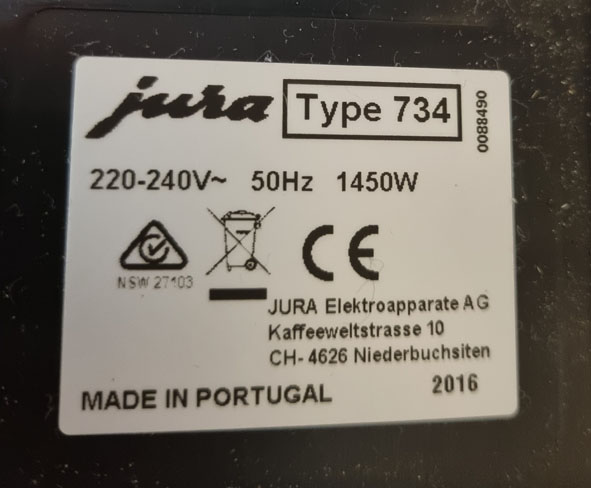 jura Type 734
0088490
220-240V~ 50Hz 1450W
NSW 27103
CE
JURA Elektroapparate AG
Kaffeeweltstrasse 10
CH- 4626 Niederbuchsiten
MADE IN PORTUGAL 2016